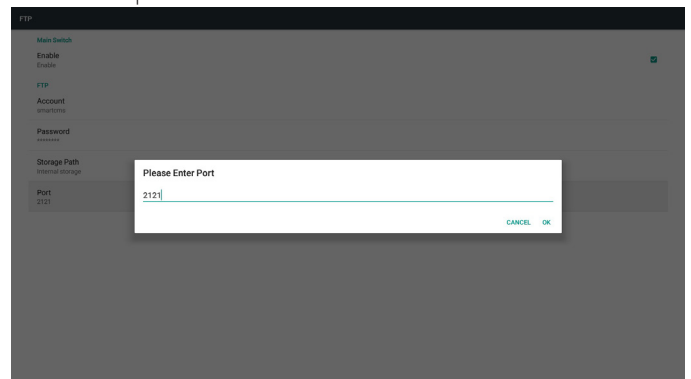 FTP
Main Switch
Enable
Enable
FTP
Account
smartcms
Password
********
Storage Path
Internal storage
Port
2121
Please Enter Port
2121
CANCEL OK